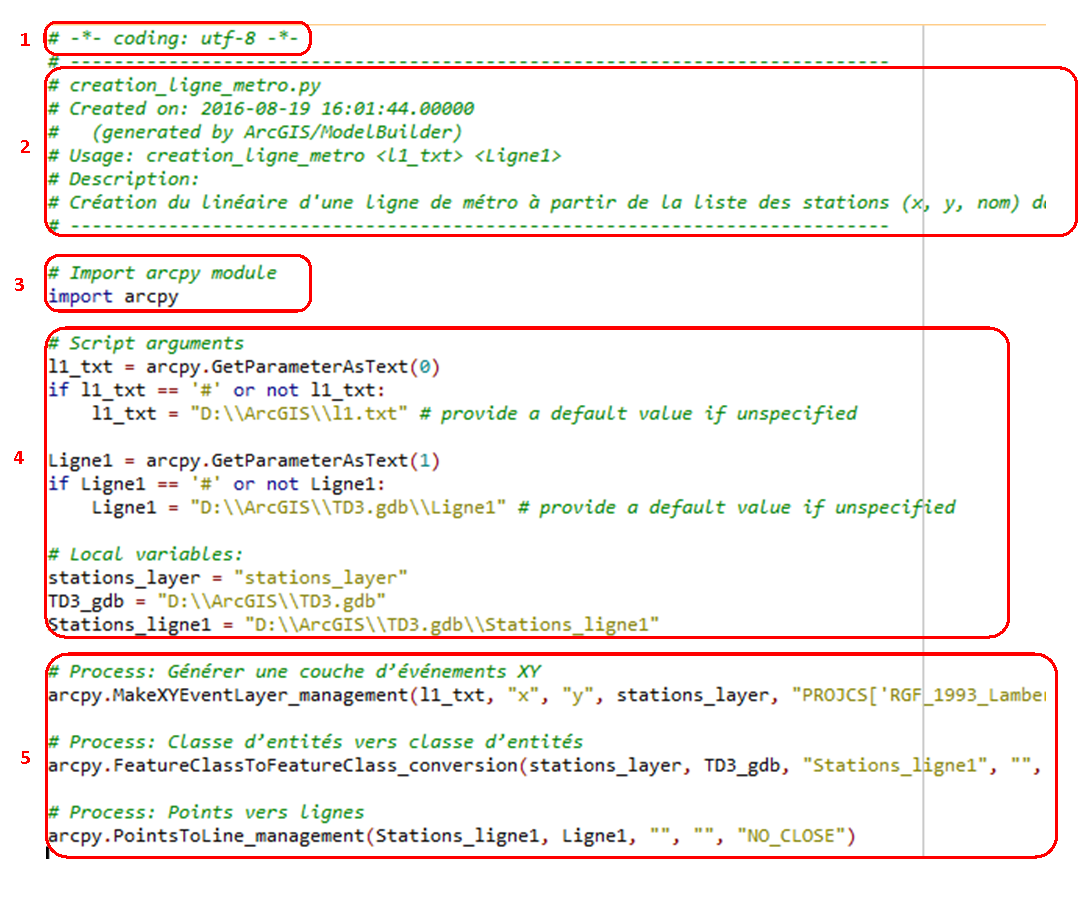 1 # -*- coding: utf-8 -*-
# ---------------------------------------------------------------------------
# creation_ligne_metro.py
# Created on: 2016-08-19 16:01:44.00000
#   (generated by ArcGIS/ModelBuilder)
2 # Usage: creation_ligne_metro <l1_txt> <Ligne1>
# Description:
# Création du linéaire d'une ligne de métro à partir de la liste des stations (x, y, nom)
# ---------------------------------------------------------------------------
3 # Import arcpy module
import arcpy
# Script arguments
l1_txt = arcpy.GetParameterAsText(0)
if l1_txt == '#' or not l1_txt:
    l1_txt = "D:\\ArcGIS\\l1.txt" # provide a default value if unspecified
4 Ligne1 = arcpy.GetParameterAsText(1)
if Ligne1 == '#' or not Ligne1:
    Ligne1 = "D:\\ArcGIS\\TD3.gdb\\Ligne1" # provide a default value if unspecified
# Local variables:
stations_layer = "stations_layer"
TD3_gdb = "D:\\ArcGIS\\TD3.gdb"
Stations_ligne1 = "D:\\ArcGIS\\TD3.gdb\\Stations_ligne1"
# Process: Générer une couche d’événements XY
arcpy.MakeXYEventLayer_management(l1_txt, "x", "y", stations_layer, "PROJCS['RGF_1993_Lamber
# Process: Classe d’entités vers classe d’entités
5 arcpy.FeatureClassToFeatureClass_conversion(stations_layer, TD3_gdb, "Stations_ligne1", "",
# Process: Points vers lignes
arcpy.PointsToLine_management(Stations_ligne1, Ligne1, "", "", "NO_CLOSE")